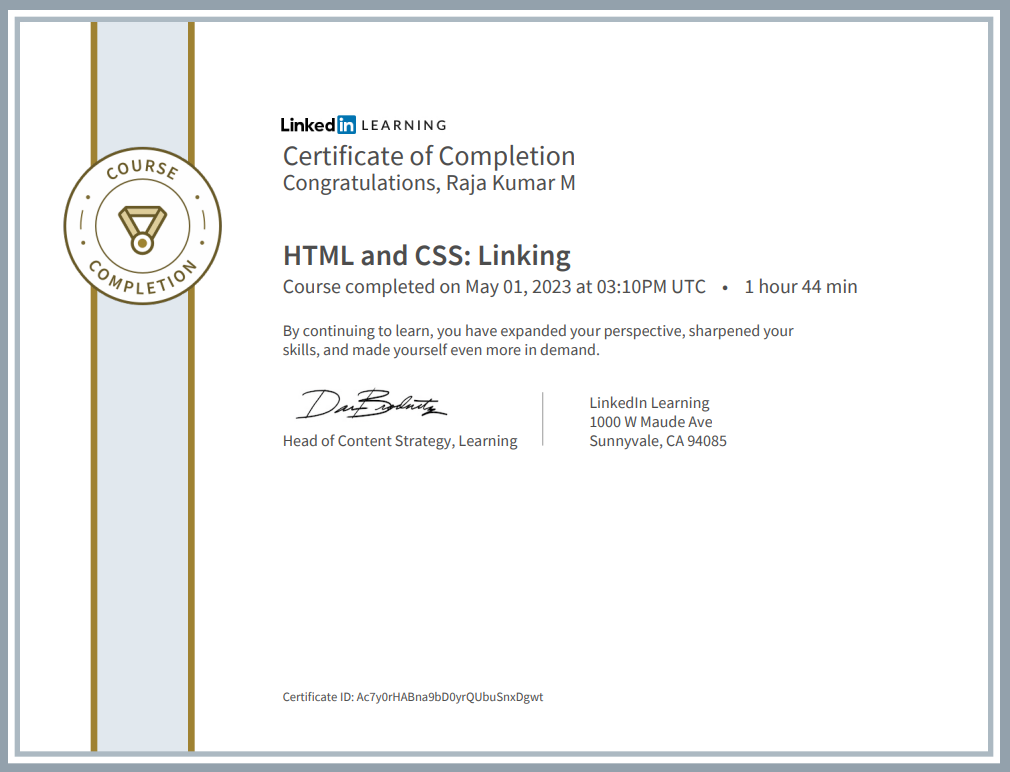 COURSE
COMPLETION
Linked in LEARNING
Certificate of Completion
Congratulations, Raja Kumar M
HTML and CSS: Linking
Course completed on May 01, 2023 at 03:10PM UTC • 1 hour 44 min
By continuing to learn, you have expanded your perspective, sharpened your
skills, and made yourself even more in demand.
Head of Content Strategy, Learning
LinkedIn Learning
1000 W Maude Ave
Sunnyvale, CA 94085
Certificate ID: Ac7y0rHABna9bD0yrQUbuSnxDgwt